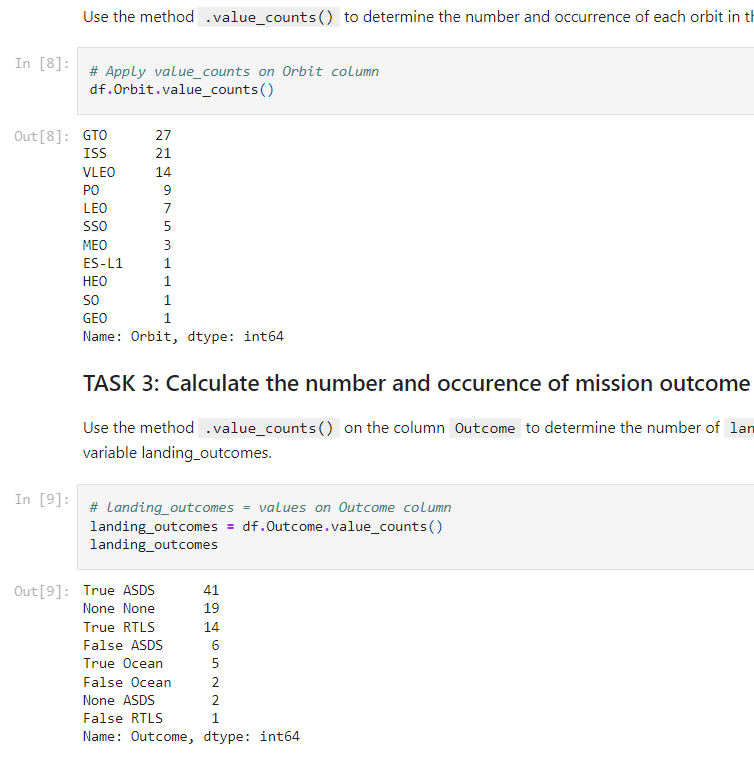 Use the method .value_counts() to determine the number and occurrence of each orbit in
In [8]:
# Apply value_counts on Orbit column
df.Orbit.value_counts()
Out[8]: GTO 27
ISS 21
VLEO 14
PO 9
LEO 7
SSO 5
MEO 3
ES-L1 1
HEO 1
SO 1
GEO 1
Name: Orbit, dtype: int64
TASK 3: Calculate the number and occurence of mission outcome
Use the method .value_counts() on the column Outcome to determine the number of
variable landing_outcomes.
In [9]:
# landing_outcomes = values on Outcome column
landing_outcomes = df.Outcome.value_counts()
landing_outcomes
Out[9]: True ASDS 41
None None 19
True RTLS 14
False ASDS 6
True Ocean 5
False Ocean 2
None ASDS 2
False RTLS 1
Name: Outcome, dtype: int64